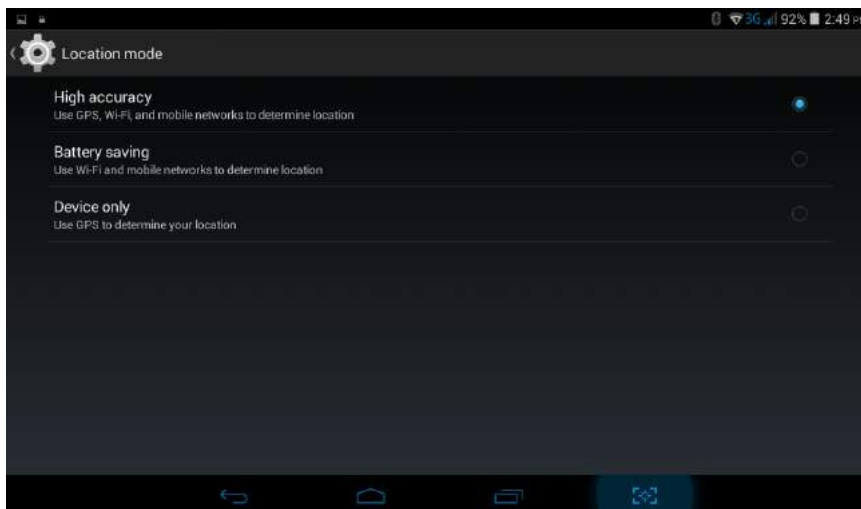 3G 92% 2:49
Location mode
High accuracy
Use GPS, Wi-Fi, and mobile networks to determine location
Battery saving
Use Wi-Fi and mobile networks to determine location
Device only
Use GPS to determine your location